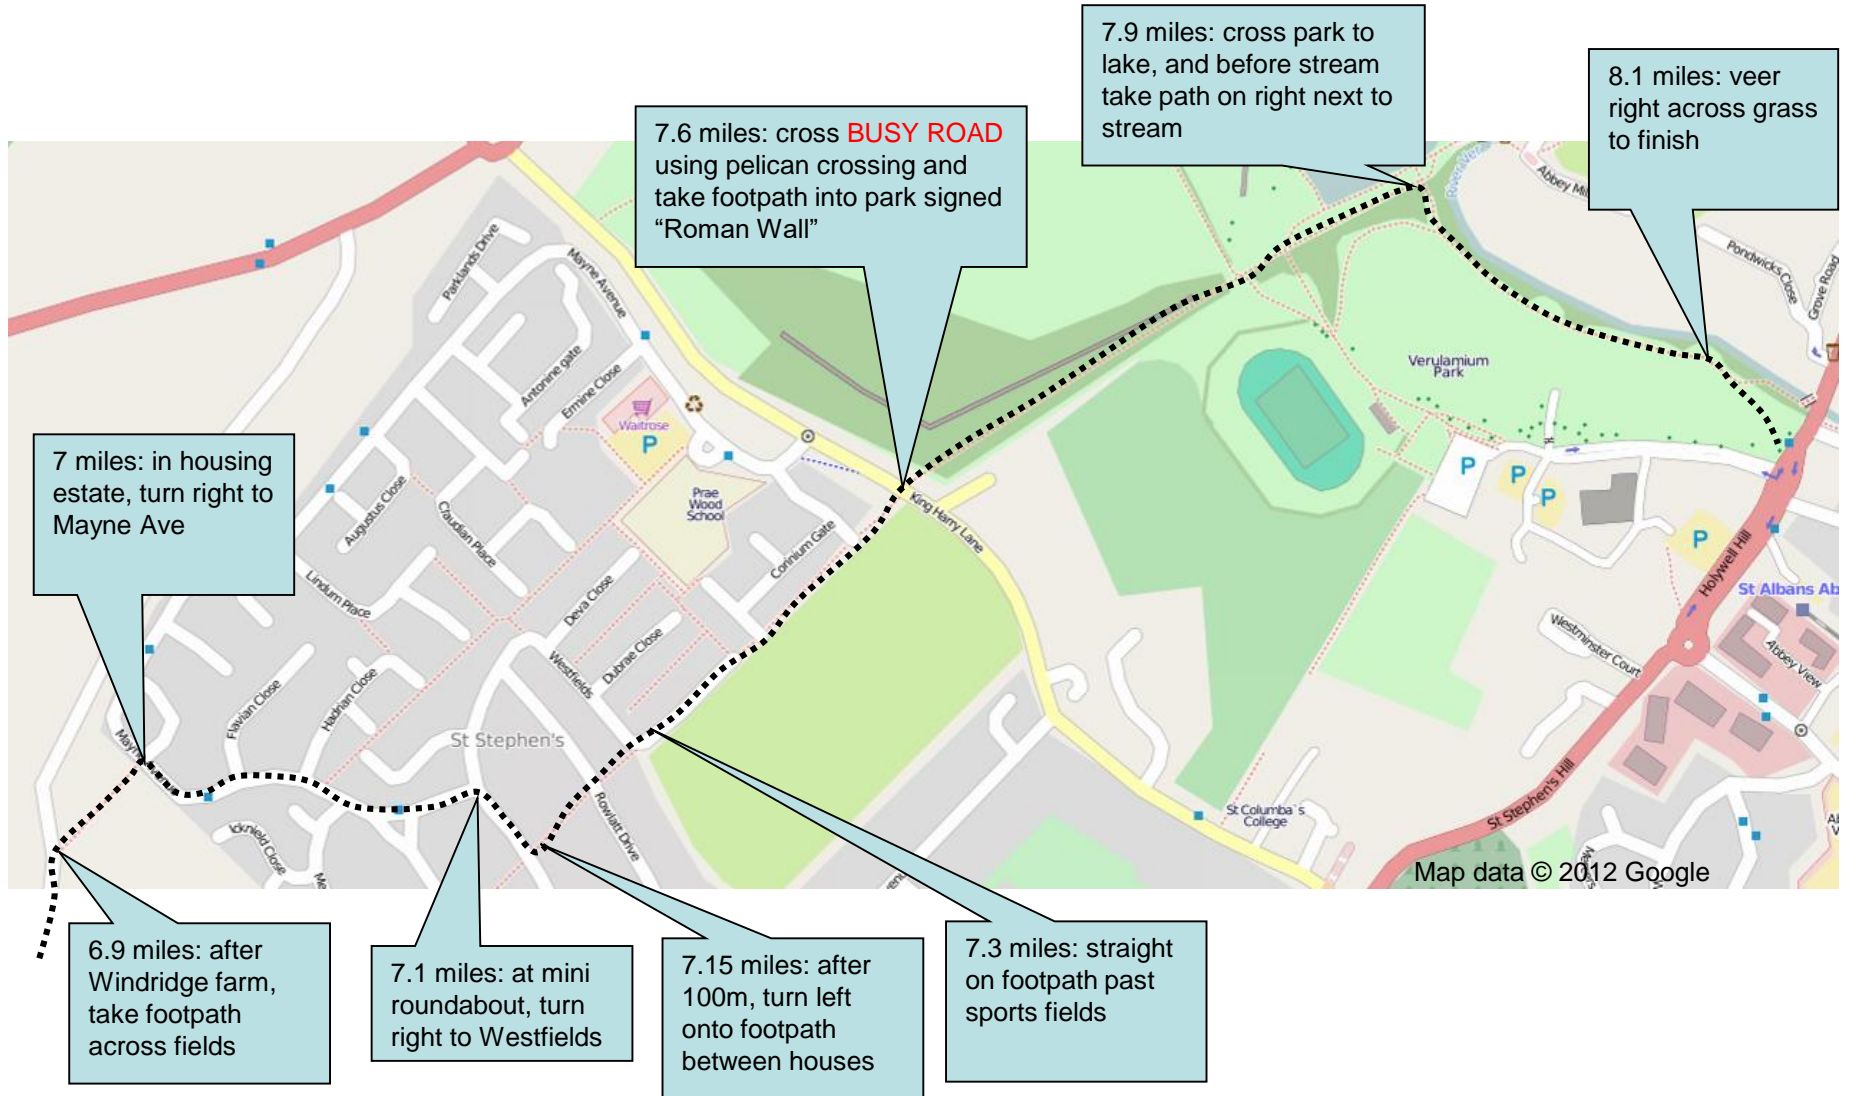 7.9 miles: cross park to
lake, and before stream
take path on right next to
stream
8.1 miles: veer
right across grass
to finish
7.6 miles: cross BUSY ROAD
using pelican crossing and
take footpath into park signed
“Roman Wall”
7 miles: in housing
estate, turn right to
Mayne Ave
Parklands Drive
Mayne Avenue
Antonine gate
Ermine Close
Waitrose
P
Prae
Wood
School
Augustus Close
Claudian Place
Lindum Place
Corinium Gate
Deva Close
Dubrae Close
Westfields
Flavian Close
Hadrian Close
St Stephen's
Rowlatt Drive
Icknield Close
King Harry Lane
River Ver
Abbey Mi
Pondwicks Close
Grove Road
Verulamium
Park
P
P
P
P
Holywell Hill
St Albans Ab
Abbey View
Westminster Court
St Stephen's Hill
St Columba's
College
Map data © 2012 Google
6.9 miles: after
Windridge farm,
take footpath
across fields
7.1 miles: at mini
roundabout, turn
right to Westfields
7.15 miles: after
100m, turn left
onto footpath
between houses
7.3 miles: straight
on footpath past
sports fields